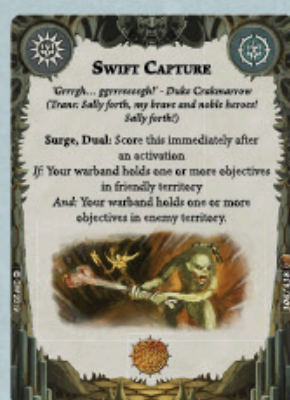 SWIFT CAPTURE
'Grrrgh... ggrrreeeegh!' - Duke Crakmarrow
(Trans: Sally forth, my brave and noble heroes!
Sally forth!)
Surge, Dual: Score this immediately after
an activation
If: Your warband holds one or more objectives
in friendly territory
And: Your warband holds one or more
objectives in enemy territory.